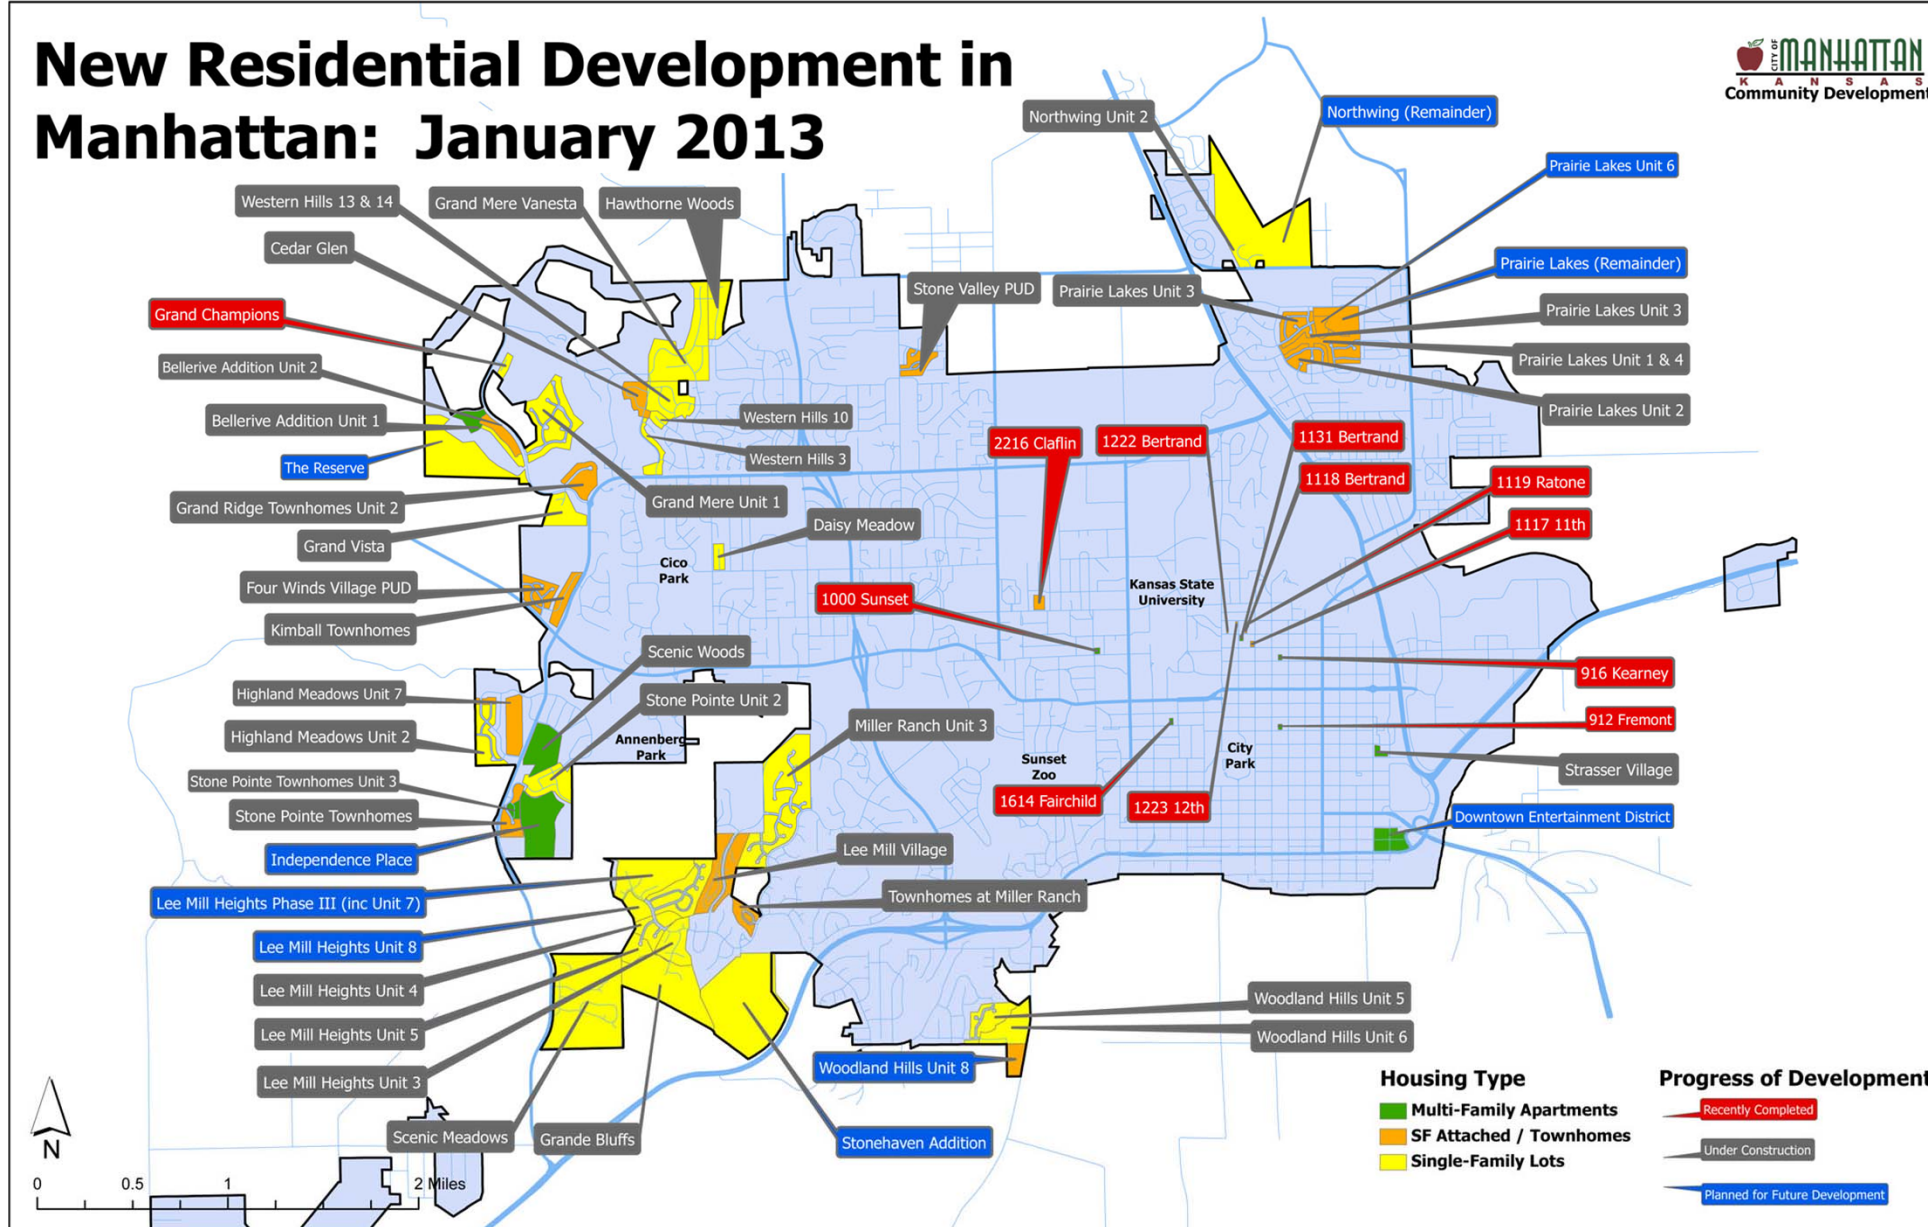 New Residential Development in
Manhattan: January 2013
CITY OF
MANHATTAN
KANSAS
Community Development
Northwing Unit 2
Northwing (Remainder)
Prairie Lakes Unit 6
Western Hills 13 & 14
Grand Mere Vanesta
Hawthorne Woods
Cedar Glen
Prairie Lakes (Remainder)
Stone Valley PUD
Prairie Lakes Unit 3
Grand Champions
Prairie Lakes Unit 3
Bellerive Addition Unit 2
Prairie Lakes Unit 1 & 4
Bellerive Addition Unit 1
Western Hills 10
Prairie Lakes Unit 2
2216 Claflin
1222 Bertrand
1131 Bertrand
The Reserve
Western Hills 3
1118 Bertrand
1119 Ratone
Grand Ridge Townhomes Unit 2
Grand Mere Unit 1
Daisy Meadow
1117 11th
Grand Vista
Cico
Park
Four Winds Village PUD
Kansas State
University
1000 Sunset
Kimball Townhomes
Scenic Woods
916 Kearney
Highland Meadows Unit 7
Stone Pointe Unit 2
Miller Ranch Unit 3
912 Fremont
Highland Meadows Unit 2
Annenberg
Park
Sunset
Zoo
City
Park
Strasser Village
Stone Pointe Townhomes Unit 3
1614 Fairchild
1223 12th
Stone Pointe Townhomes
Downtown Entertainment District
Independence Place
Lee Mill Village
Lee Mill Heights Phase III (inc Unit 7)
Townhomes at Miller Ranch
Lee Mill Heights Unit 8
Lee Mill Heights Unit 4
Woodland Hills Unit 5
Lee Mill Heights Unit 5
Woodland Hills Unit 6
Lee Mill Heights Unit 3
Woodland Hills Unit 8
Scenic Meadows
Grande Bluffs
Stonehaven Addition
Housing Type
Multi-Family Apartments
SF Attached / Townhomes
Single-Family Lots
Progress of Development
Recently Completed
Under Construction
Planned for Future Development
N
0 0.5 1 2 Miles